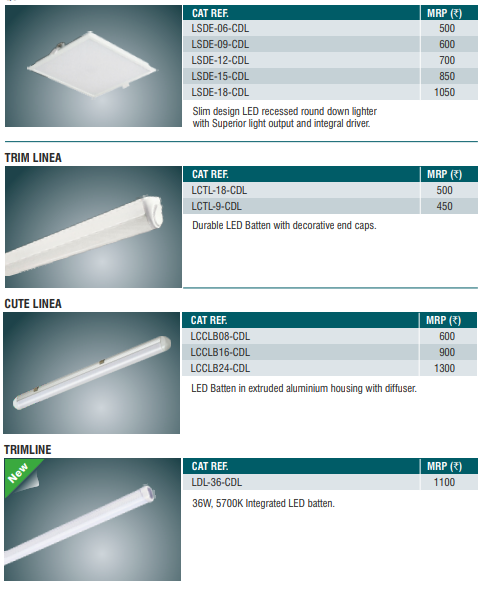 CAT REF. MRP (₹)
LSDE-06-CDL 500
LSDE-09-CDL 600
LSDE-12-CDL 700
LSDE-15-CDL 850
LSDE-18-CDL 1050
Slim design LED recessed round down lighter
with Superior light output and integral driver.
TRIM LINEA
CAT REF. MRP (₹)
LCTL-18-CDL 500
LCTL-9-CDL 450
Durable LED Batten with decorative end caps.
CUTE LINEA
CAT REF. MRP (₹)
LCCLB08-CDL 600
LCCLB16-CDL 900
LCCLB24-CDL 1300
LED Batten in extruded aluminium housing with diffuser.
TRIMLINE
New
CAT REF. MRP (₹)
LDL-36-CDL 1100
36W, 5700K Integrated LED batten.